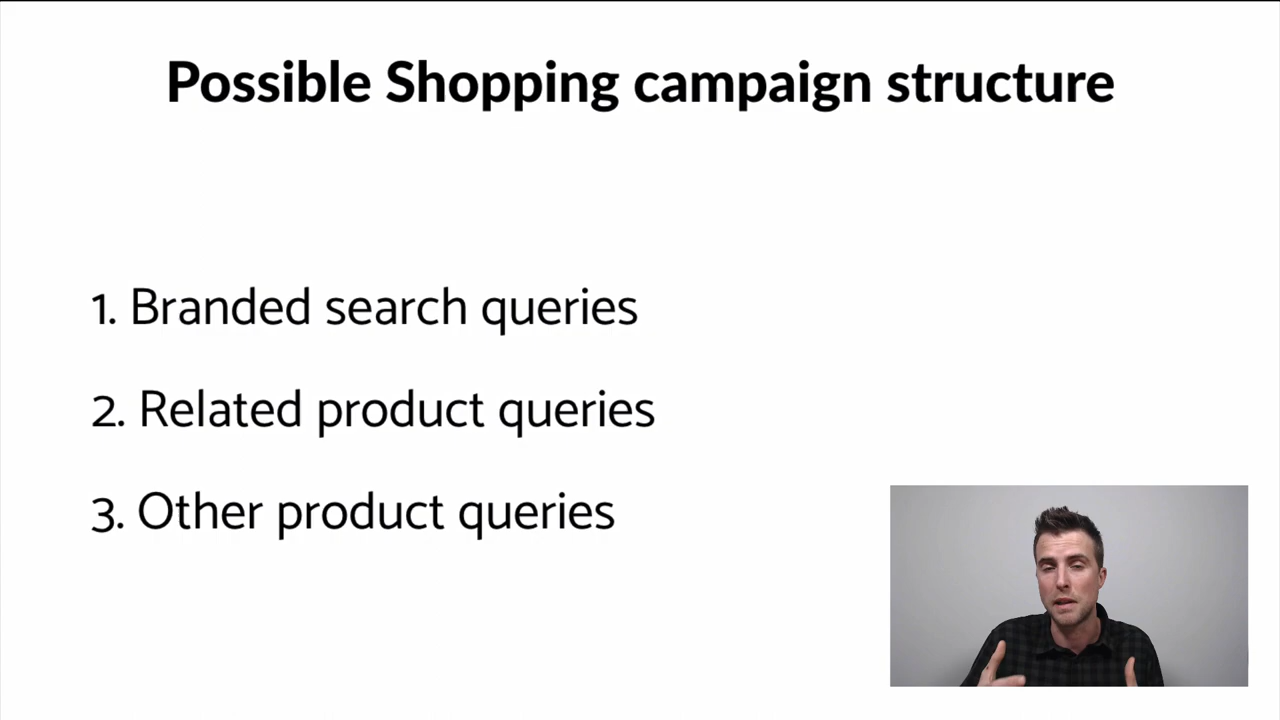 Possible Shopping campaign structure
1. Branded search queries
2. Related product queries
3. Other product queries